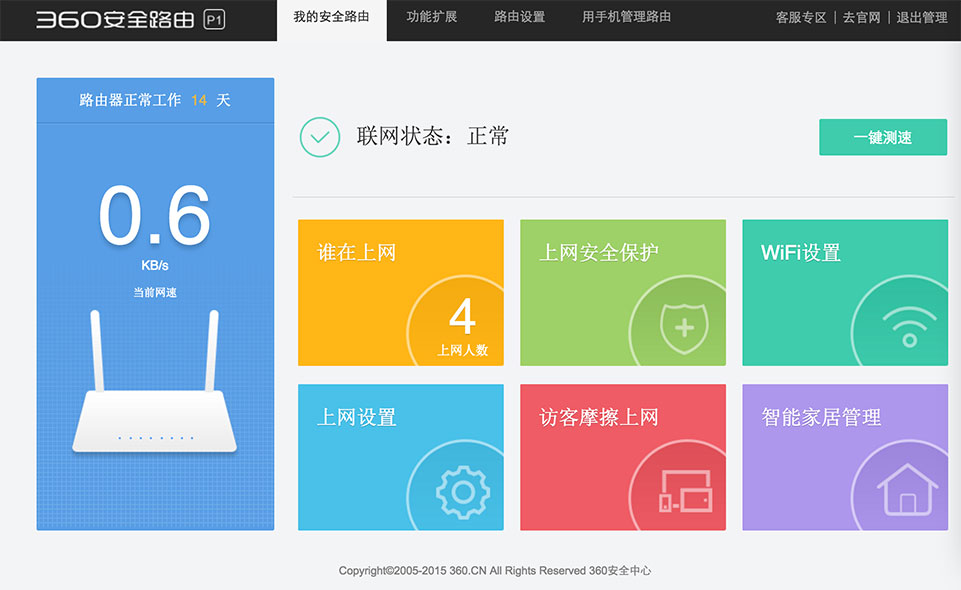 360安全路由 P1
我的安全路由 功能扩展 路由设置 用手机管理路由 客服专区 | 去官网 | 退出管理
路由器正常工作 14 天
0.6
KB/s
当前网速
联网状态：正常
一键测速
谁在上网
4
上网人数
上网安全保护
WiFi设置
上网设置
访客摩擦上网
智能家居管理
Copyright©2005-2015 360.CN All Rights Reserved 360安全中心